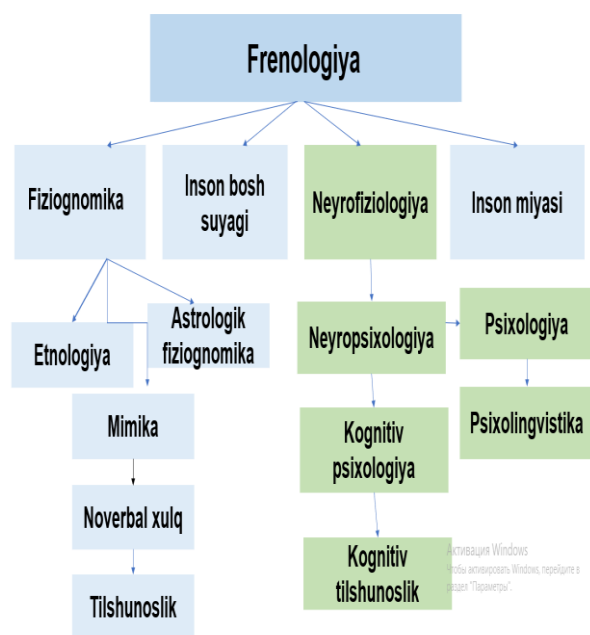 Frenologiya
Fiziognomika
Inson bosh
suyagi
Neyrofiziologiya
Inson miyasi
Etnologiya
Astrologik
fiziognomika
Neyropsixologiya
Psixologiya
Mimika
Kognitiv
psixologiya
Psixolingvistika
Noverbal xulq
Kognitiv
tilshunoslik
Tilshunoslik
Активация Windows
Чтобы активировать Windows, перейдите в
раздел "Параметры".